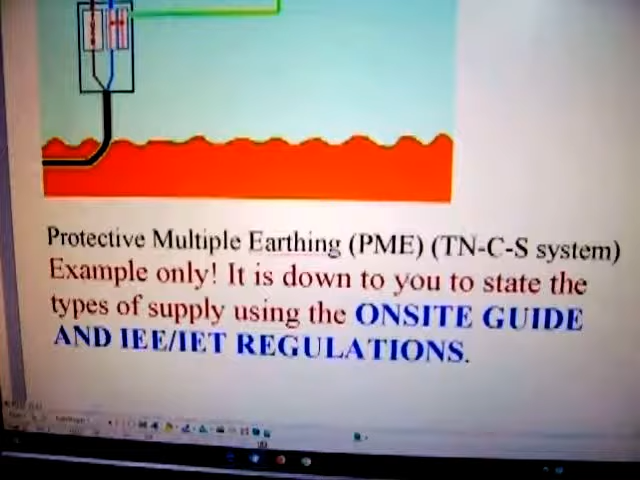 Protective Multiple Earthing (PME) (TN-C-S system)
Example only! It is down to you to state the
types of supply using the ONSITE GUIDE
AND IEE/IET REGULATIONS.